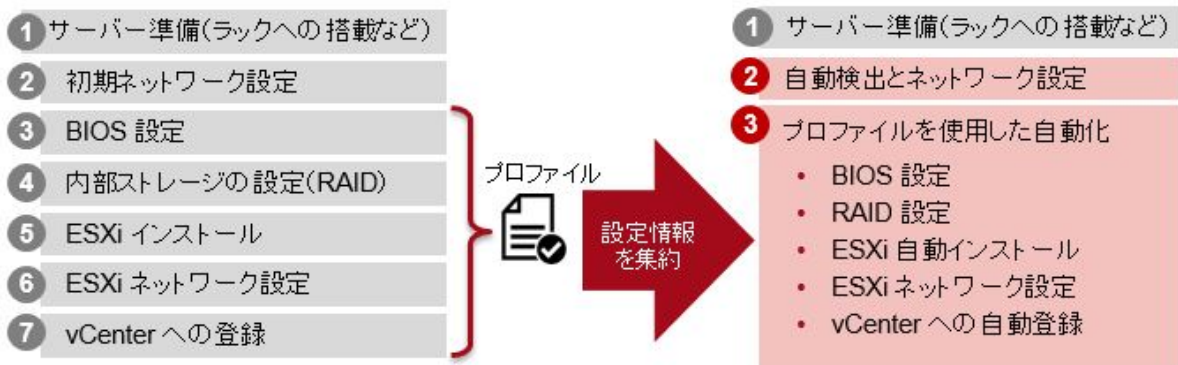 1 サーバー準備(ラックへの搭載など)
2 初期ネットワーク設定
3 BIOS 設定
4 内部ストレージの設定(RAID)
5 ESXi インストール
6 ESXi ネットワーク設定
7 vCenter への登録
プロファイル
設定情報
を集約
1 サーバー準備(ラックへの搭載など)
2 自動検出とネットワーク設定
3 プロファイルを使用した自動化
• BIOS 設定
• RAID 設定
• ESXi 自動インストール
• ESXi ネットワーク設定
• vCenter への自動登録